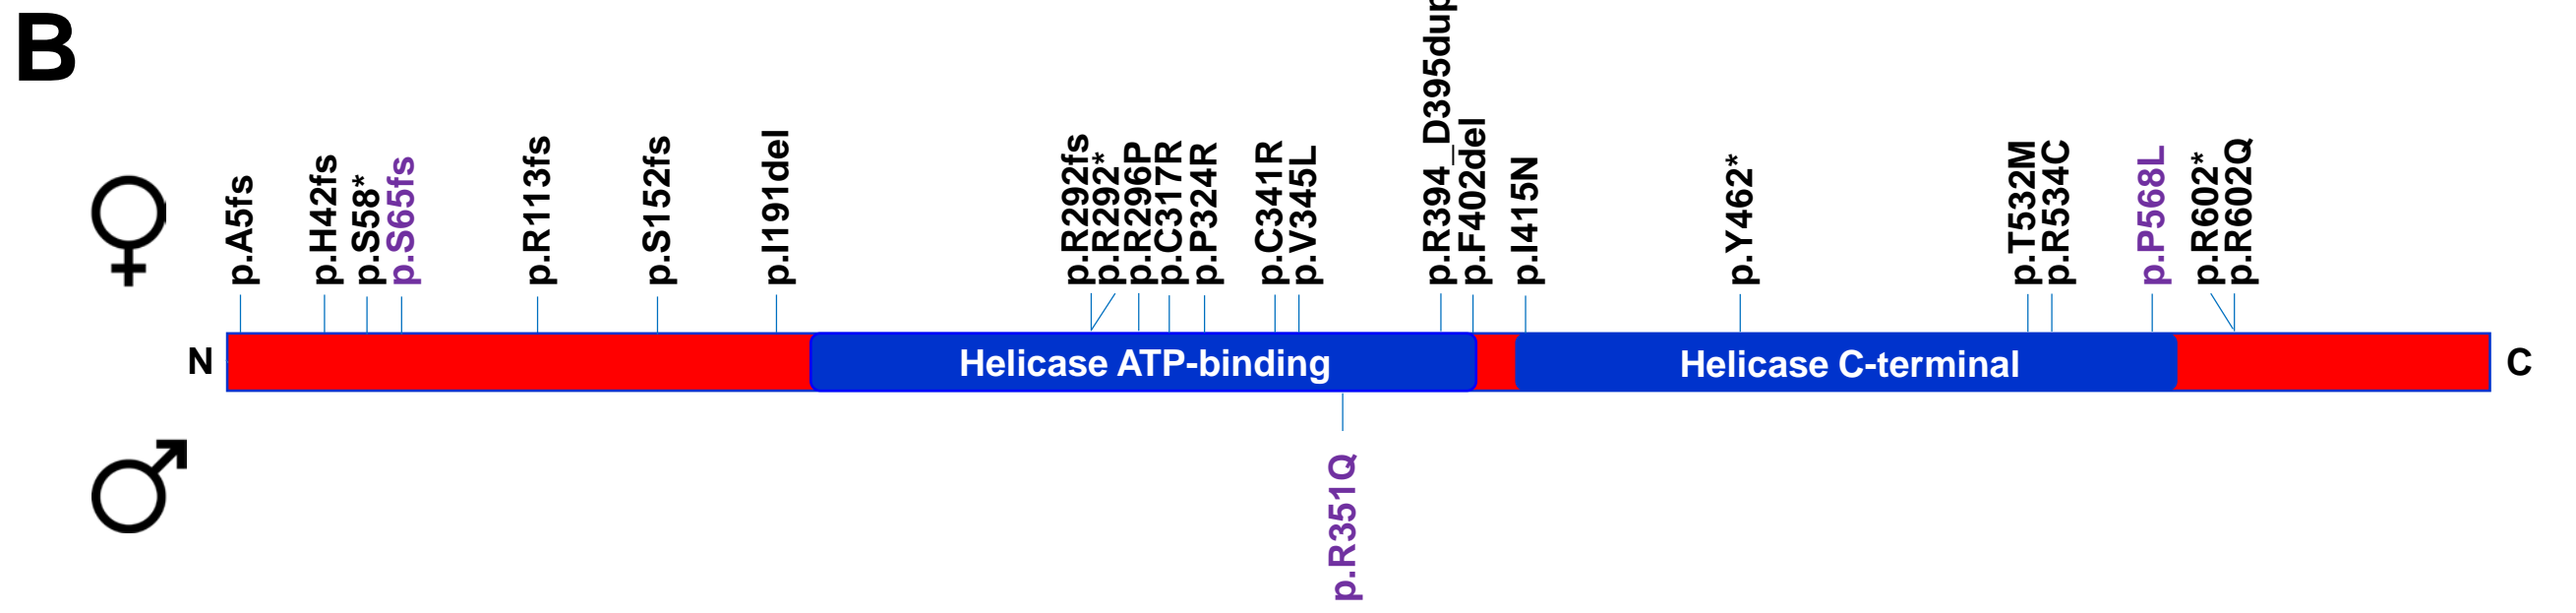 B
p.A5fs
p.H42fs
p.S58*
p.S65fs
p.R113fs
p.S152fs
p.I191del
p.R292fs
p.R292*
p.R296P
p.C317R
p.P324R
p.C341R
p.V345L
p.R394_D395dup
p.F402del
p.I415N
p.Y462*
p.T532M
p.R534C
p.P568L
p.R602*
p.R602Q
N
Helicase ATP-binding
Helicase C-terminal
C
p.R351Q